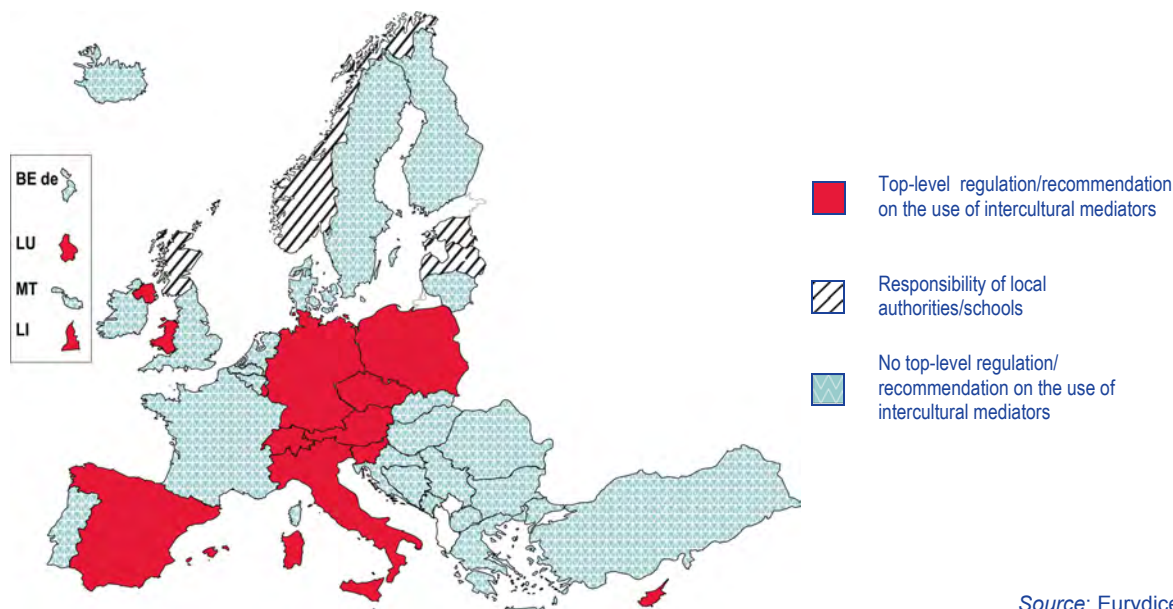 BE de
LU
MT
LI
Top-level regulation/recommendation
on the use of intercultural mediators
Responsibility of local
authorities/schools
No top-level regulation/
recommendation on the use of
intercultural mediators
Source: Eurydice